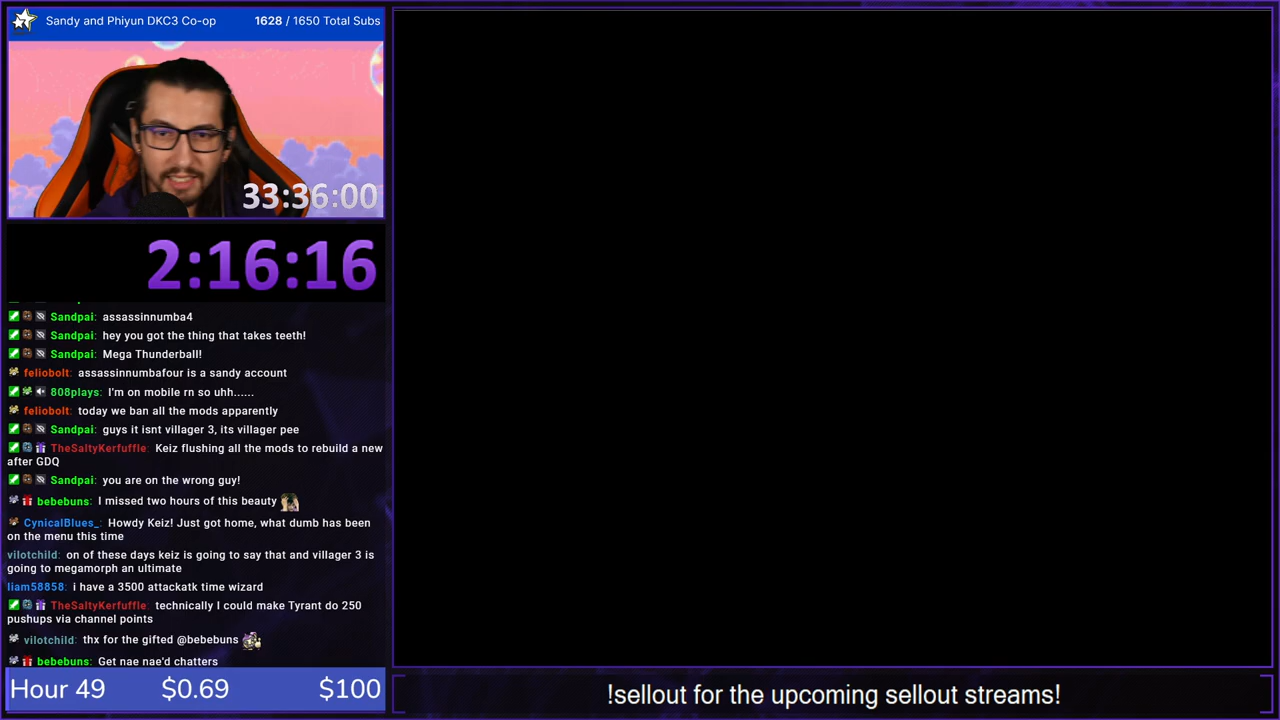 Sandy and Phiyun DKC3 Co-op 1628 / 1650 Total Subs
33:36:00
2:16:16
Sandpai: assassinnumba4
Sandpai: hey you got the thing that takes teeth!
Sandpai: Mega Thunderball!
feliobolt: assassinnumbafour is a sandy account
808plays: I'm on mobile rn so uhh......
feliobolt: today we ban all the mods apparently
Sandpai: guys it isnt villager 3, its villager pee
TheSaltyKerfuffle: Keiz flushing all the mods to rebuild a new
after GDQ
Sandpai: you are on the wrong guy!
bebebuns: I missed two hours of this beauty
CynicalBlues_: Howdy Keiz! Just got home, what dumb has been
on the menu this time
vilotchild: on of these days keiz is going to say that and villager 3 is
going to megamorph an ultimate
liam58858: i have a 3500 attackatk time wizard
TheSaltyKerfuffle: technically I could make Tyrant do 250
pushups via channel points
vilotchild: thx for the gifted @bebebuns
bebebuns: Get nae nae'd chatters
Hour 49 $0.69 $100
!sellout for the upcoming sellout streams!